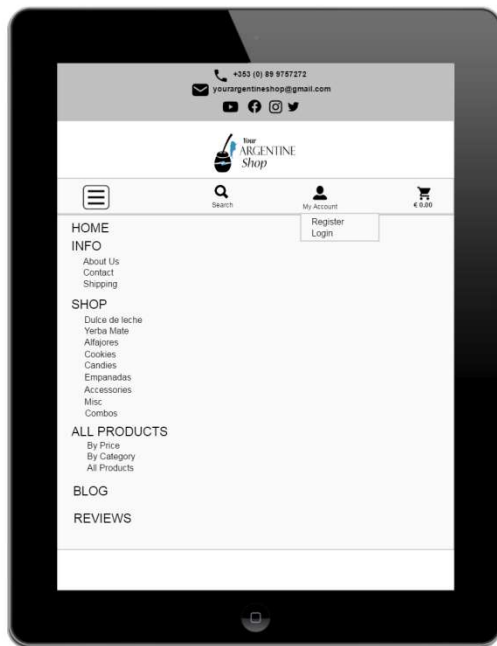 +353 (0) 89 9757272
yourargentineshop@gmail.com
Your
ARGENTINE
Shop
Search
My Account
€ 0.00
Register
Login
HOME
INFO
About Us
Contact
Shipping
SHOP
Dulce de leche
Yerba Mate
Alfajores
Cookies
Candies
Empanadas
Accessories
Misc
Combos
ALL PRODUCTS
By Price
By Category
All Products
BLOG
REVIEWS